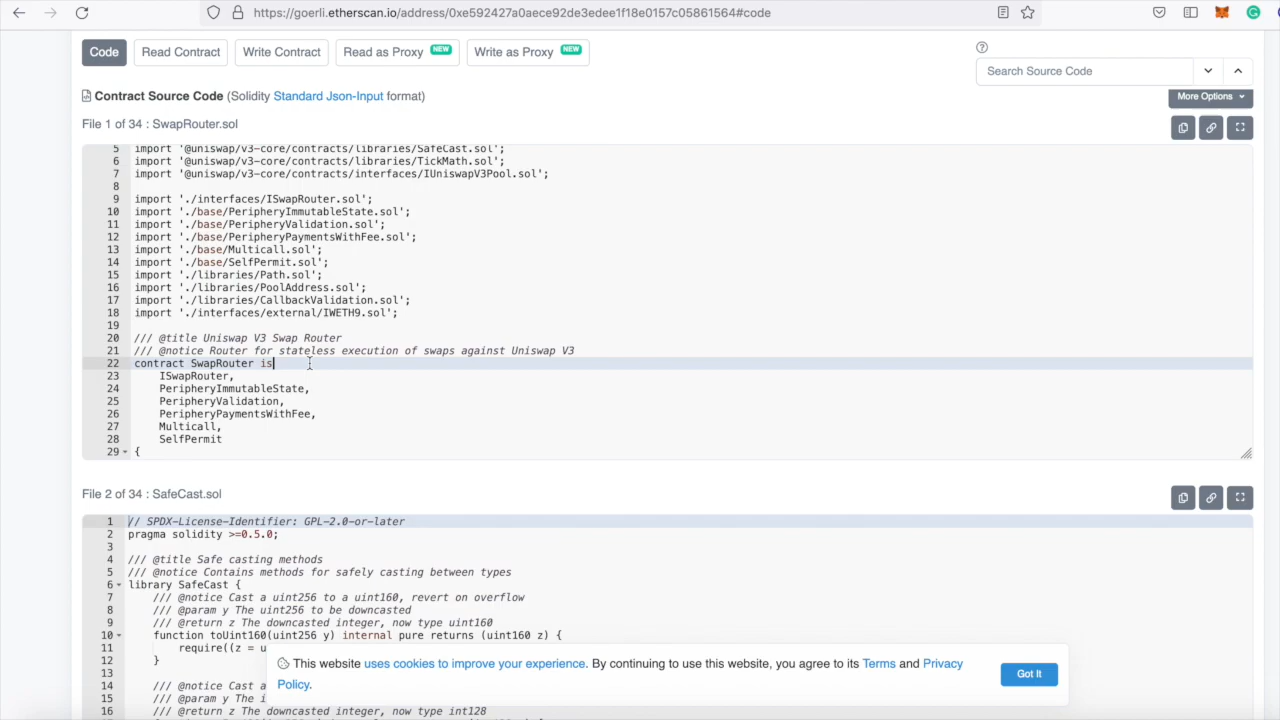 https://goerli.etherscan.io/address/0xe592427a0aece92de3edee1f18e0157c05861564#code
Code Read Contract Write Contract Read as Proxy NEW Write as Proxy NEW
Search Source Code
Contract Source Code (Solidity Standard Json-Input format)
More Options
File 1 of 34 : SwapRouter.sol
5 import '@uniswap/v3-core/contracts/libraries/SafeCast.sol';
6 import '@uniswap/v3-core/contracts/libraries/TickMath.sol';
7 import '@uniswap/v3-core/contracts/interfaces/IUniswapV3Pool.sol';
8
9 import './interfaces/ISwapRouter.sol';
10 import './base/PeripheryImmutableState.sol';
11 import './base/PeripheryValidation.sol';
12 import './base/PeripheryPaymentsWithFee.sol';
13 import './base/Multicall.sol';
14 import './base/SelfPermit.sol';
15 import './libraries/Path.sol';
16 import './libraries/PoolAddress.sol';
17 import './libraries/CallbackValidation.sol';
18 import './interfaces/external/IWETH9.sol';
19
20 /// @title Uniswap V3 Swap Router
21 /// @notice Router for stateless execution of swaps against Uniswap V3
22 contract SwapRouter is
23 ISwapRouter,
24 PeripheryImmutableState,
25 PeripheryValidation,
26 PeripheryPaymentsWithFee,
27 Multicall,
28 SelfPermit
29 {
File 2 of 34 : SafeCast.sol
1 // SPDX-License-Identifier: GPL-2.0-or-later
2 pragma solidity >=0.5.0;
3
4 /// @title Safe casting methods
5 /// @notice Contains methods for safely casting between types
6 library SafeCast {
7 /// @notice Cast a uint256 to a uint160, revert on overflow
8 /// @param y The uint256 to be downcasted
9 /// @return z The downcasted integer, now type uint160
10 function toUint160(uint256 y) internal pure returns (uint160 z) {
11 require((z = u
12 }
13
14 /// @notice Cast a
15 /// @param y The i
16 /// @return z The downcasted integer, now type int128
This website uses cookies to improve your experience. By continuing to use this website, you agree to its Terms and Privacy
Policy.
Got It